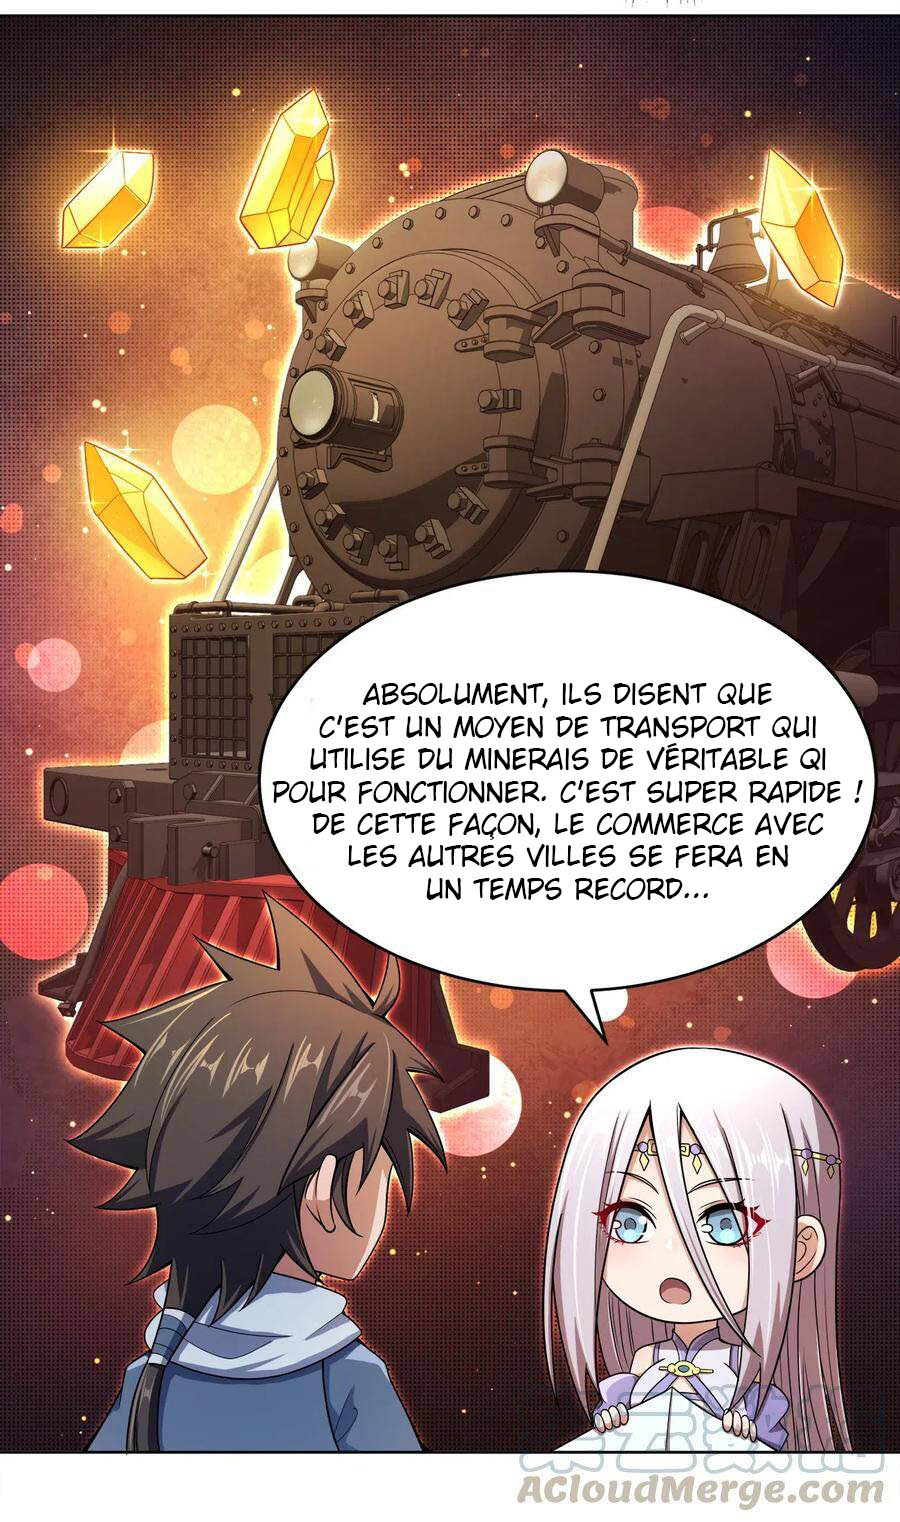 ABSOLUMENT, ILS DISENT QUE
C'EST UN MOYEN DE TRANSPORT QUI
UTILISE DU MINERAIS DE VÉRITABLE QI
POUR FONCTIONNER. C'EST SUPER RAPIDE !
DE CETTE FAÇON, LE COMMERCE AVEC
LES AUTRES VILLES SE FERA EN
UN TEMPS RECORD...
ACloudMerge.com